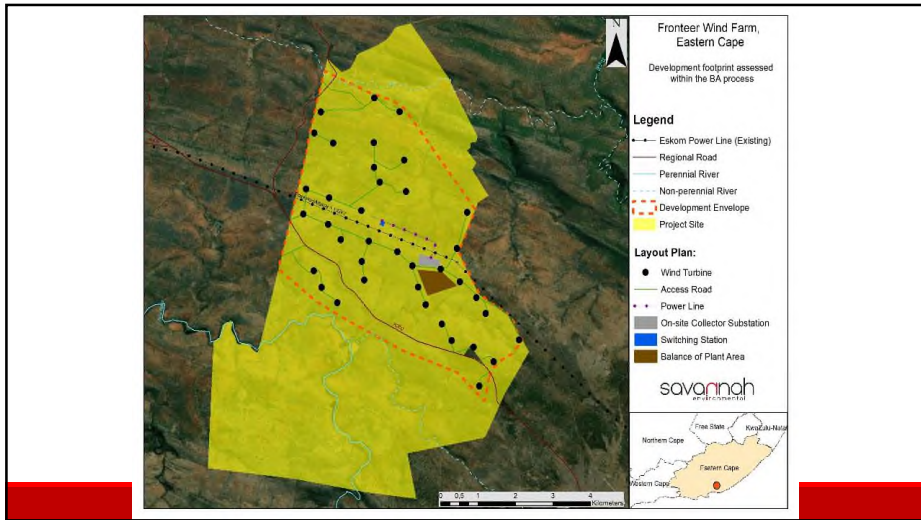 N
Fronteer Wind Farm,
Eastern Cape
Development footprint assessed
within the BA process
Legend
Eskom Power Line (Existing)
Regional Road
Perennial River
Non-perennial River
Development Envelope
Project Site
Layout Plan:
Wind Turbine
Access Road
Power Line
On-site Collector Substation
Switching Station
Balance of Plant Area
savannah
environmental
Free State
KwaZulu-Natal
Northern Cape
Eastern Cape
Western Cape
0 0,5 1 2 3 4
Kilometers